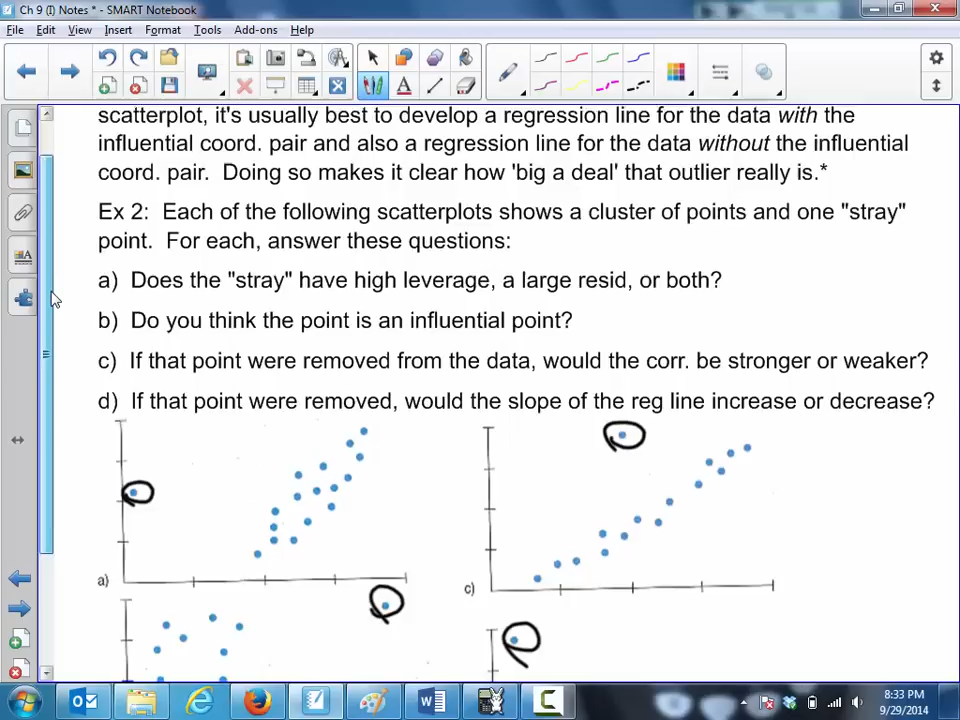 Ch 9 (I) Notes * - SMART Notebook
File Edit View Insert Format Tools Add-ons Help
scatterplot, it's usually best to develop a regression line for the data with the
influential coord. pair and also a regression line for the data without the influential
coord. pair. Doing so makes it clear how 'big a deal' that outlier really is.*
Ex 2: Each of the following scatterplots shows a cluster of points and one "stray"
point. For each, answer these questions:
a) Does the "stray" have high leverage, a large resid, or both?
b) Do you think the point is an influential point?
c) If that point were removed from the data, would the corr. be stronger or weaker?
d) If that point were removed, would the slope of the reg line increase or decrease?
a)
c)
8:33 PM
9/29/2014